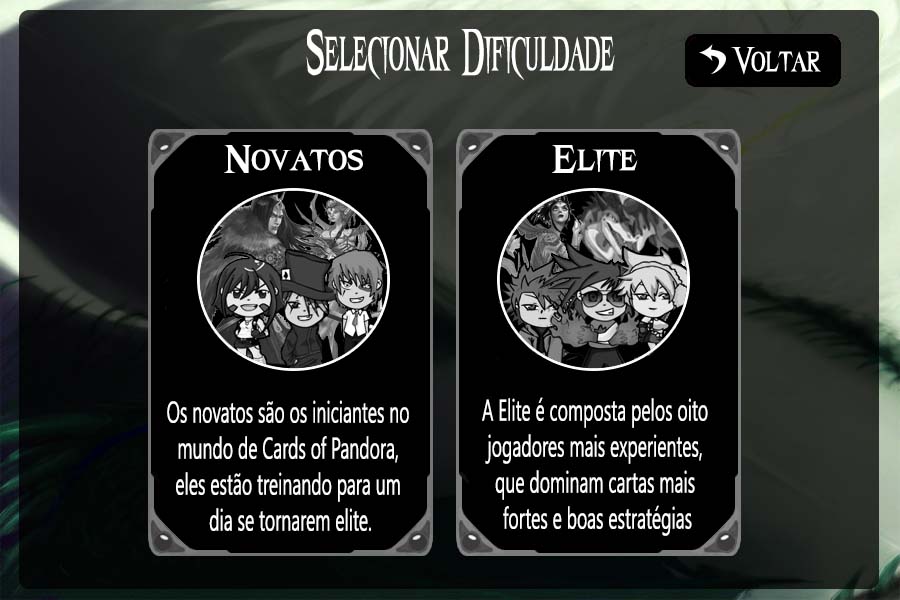 Selecionar Dificuldade
Voltar
Novatos
Os novatos são os iniciantes no
mundo de Cards of Pandora,
eles estão treinando para um
dia se tornarem elite.
Elite
A Elite é composta pelos oito
jogadores mais experientes,
que dominam cartas mais
fortes e boas estratégias